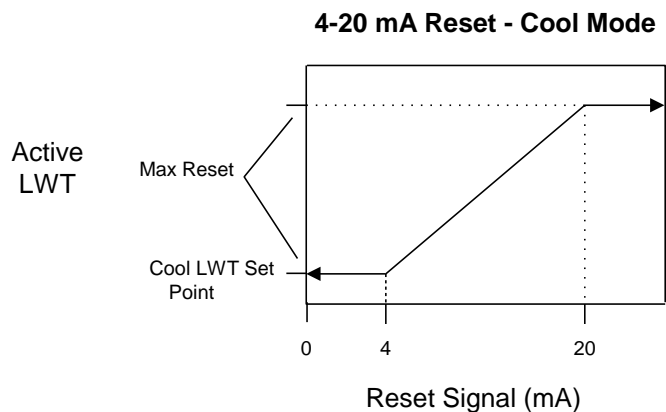 4-20 mA Reset - Cool Mode
Active
LWT
Max Reset
Cool LWT Set
Point
0
4
20
Reset Signal (mA)